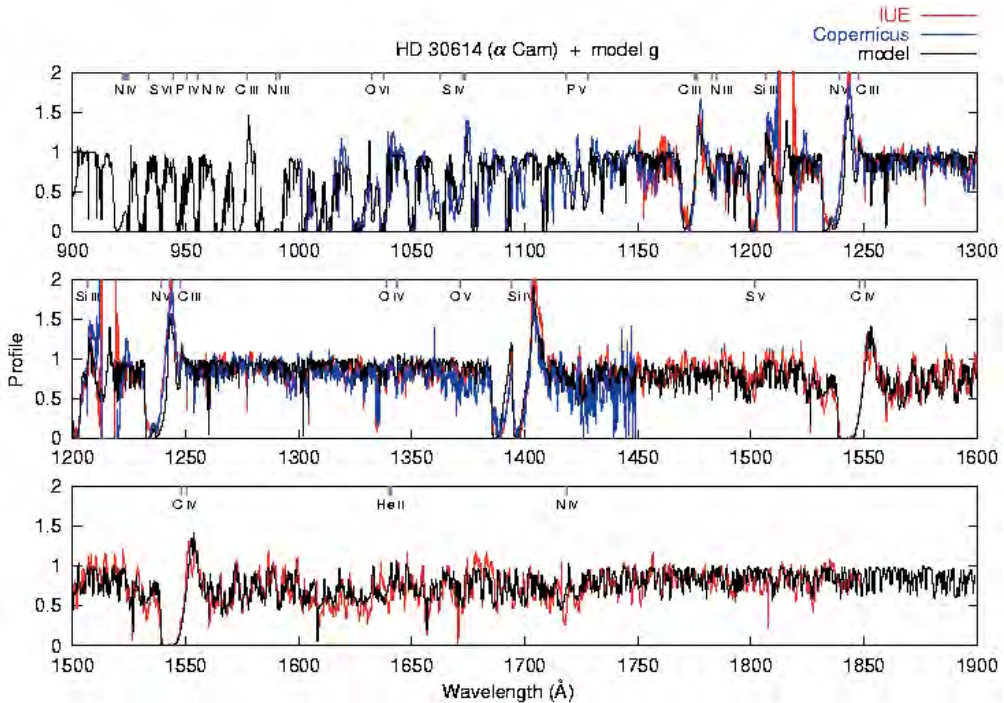 IUE
Copernicus
model
HD 30614 (α Cam) + model g
2
1.5
1
0.5
0
N IV S VI P IV N IV C III N III O VI S IV P V C III N III Si III N V C III
900 950 1000 1050 1100 1150 1200 1250 1300
Profile
2
1.5
1
0.5
0
Si III N V C III O IV O V Si IV S V C IV
1200 1250 1300 1350 1400 1450 1500 1550 1600
2
1.5
1
0.5
0
C IV He II N IV
1500 1550 1600 1650 1700 1750 1800 1850 1900
Wavelength (Å)